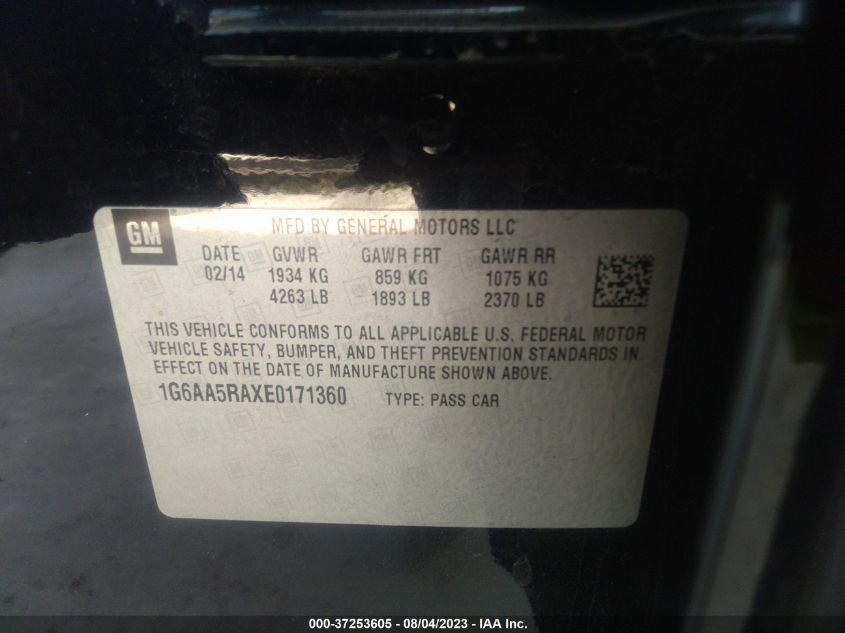 GM
MFD BY GENERAL MOTORS LLC
DATE GVWR GAWR FRT GAWR RR
02/14 1934 KG 859 KG 1075 KG
4263 LB 1893 LB 2370 LB
THIS VEHICLE CONFORMS TO ALL APPLICABLE U.S. FEDERAL MOTOR
VEHICLE SAFETY, BUMPER, AND THEFT PREVENTION STANDARDS IN
EFFECT ON THE DATE OF MANUFACTURE SHOWN ABOVE.
1G6AA5RAXE0171360 TYPE: PASS CAR
000-37253605 - 08/04/2023 - IAA Inc.